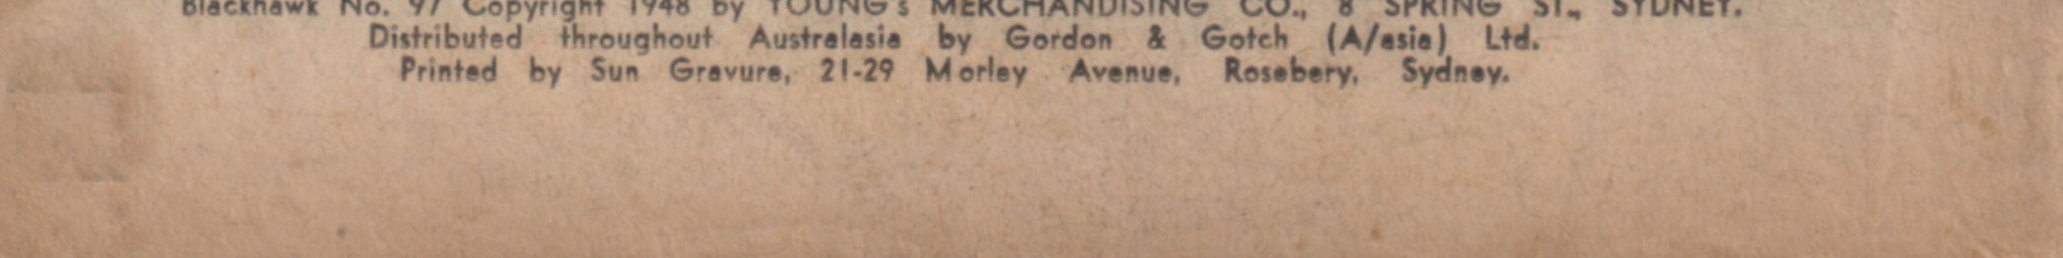 Blackhawk No. 97 Copyright 1948 by YOUNG's MERCHANDISING CO., 8 SPRING ST., SYDNEY.
Distributed throughout Australasia by Gordon & Gotch (A/asia) Ltd.
Printed by Sun Gravure, 21-29 Morley Avenue, Rosebery, Sydney.